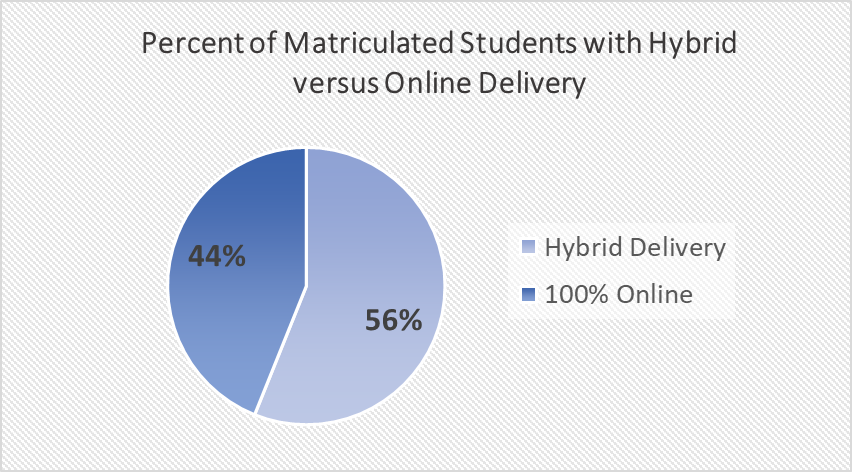 Percent of Matriculated Students with Hybrid
versus Online Delivery
44%
56%
Hybrid Delivery
100% Online